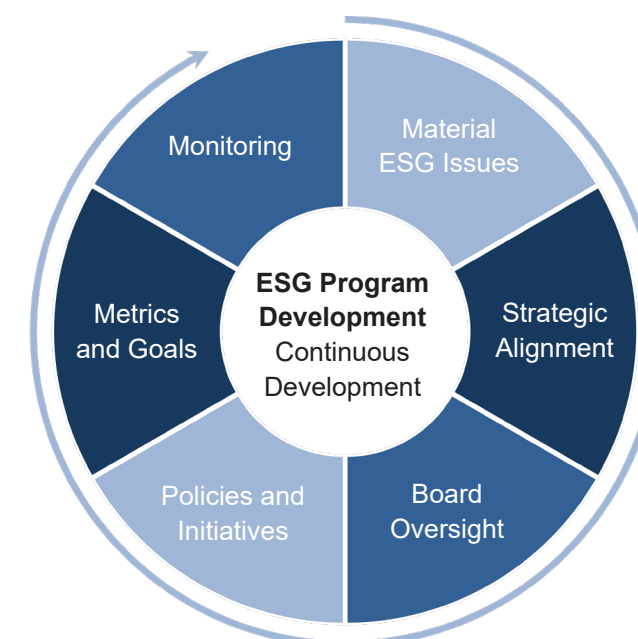 Monitoring
Material
ESG Issues
ESG Program
Development
Continuous
Development
Metrics
and Goals
Strategic
Alignment
Policies and
Initiatives
Board
Oversight